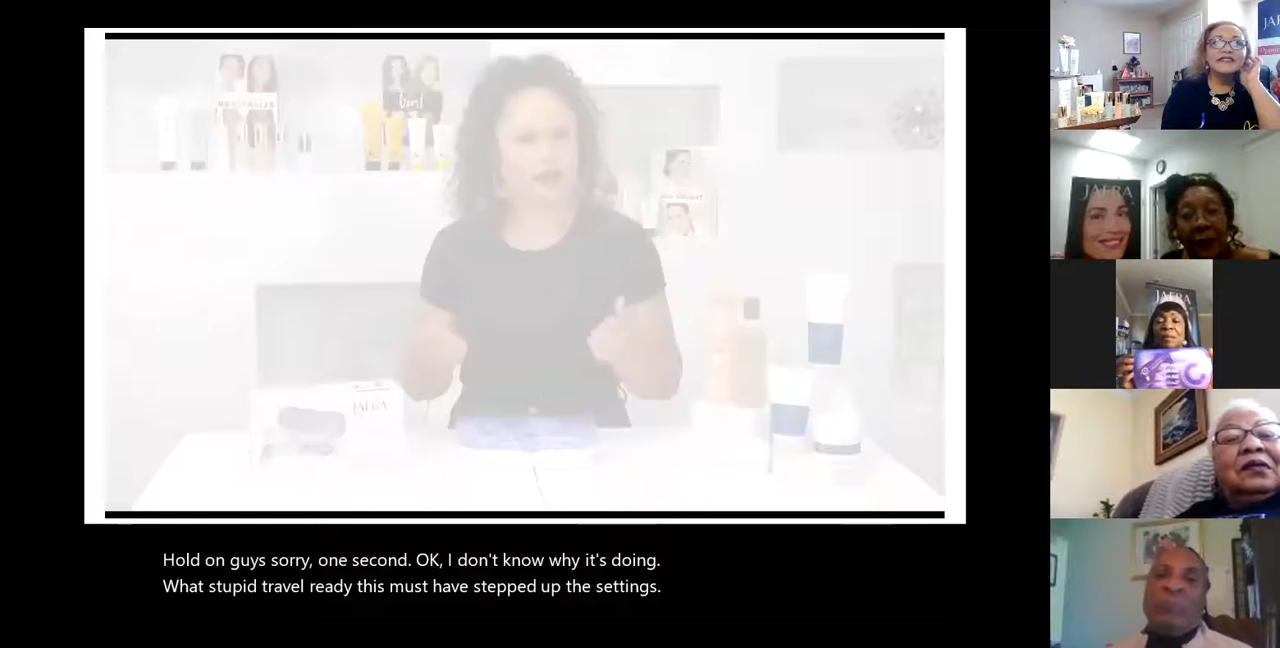 JAFRA
JAFRA
JAFRA
JAFRA
Hold on guys sorry, one second. OK, I don't know why it's doing.
What stupid travel ready this must have stepped up the settings.